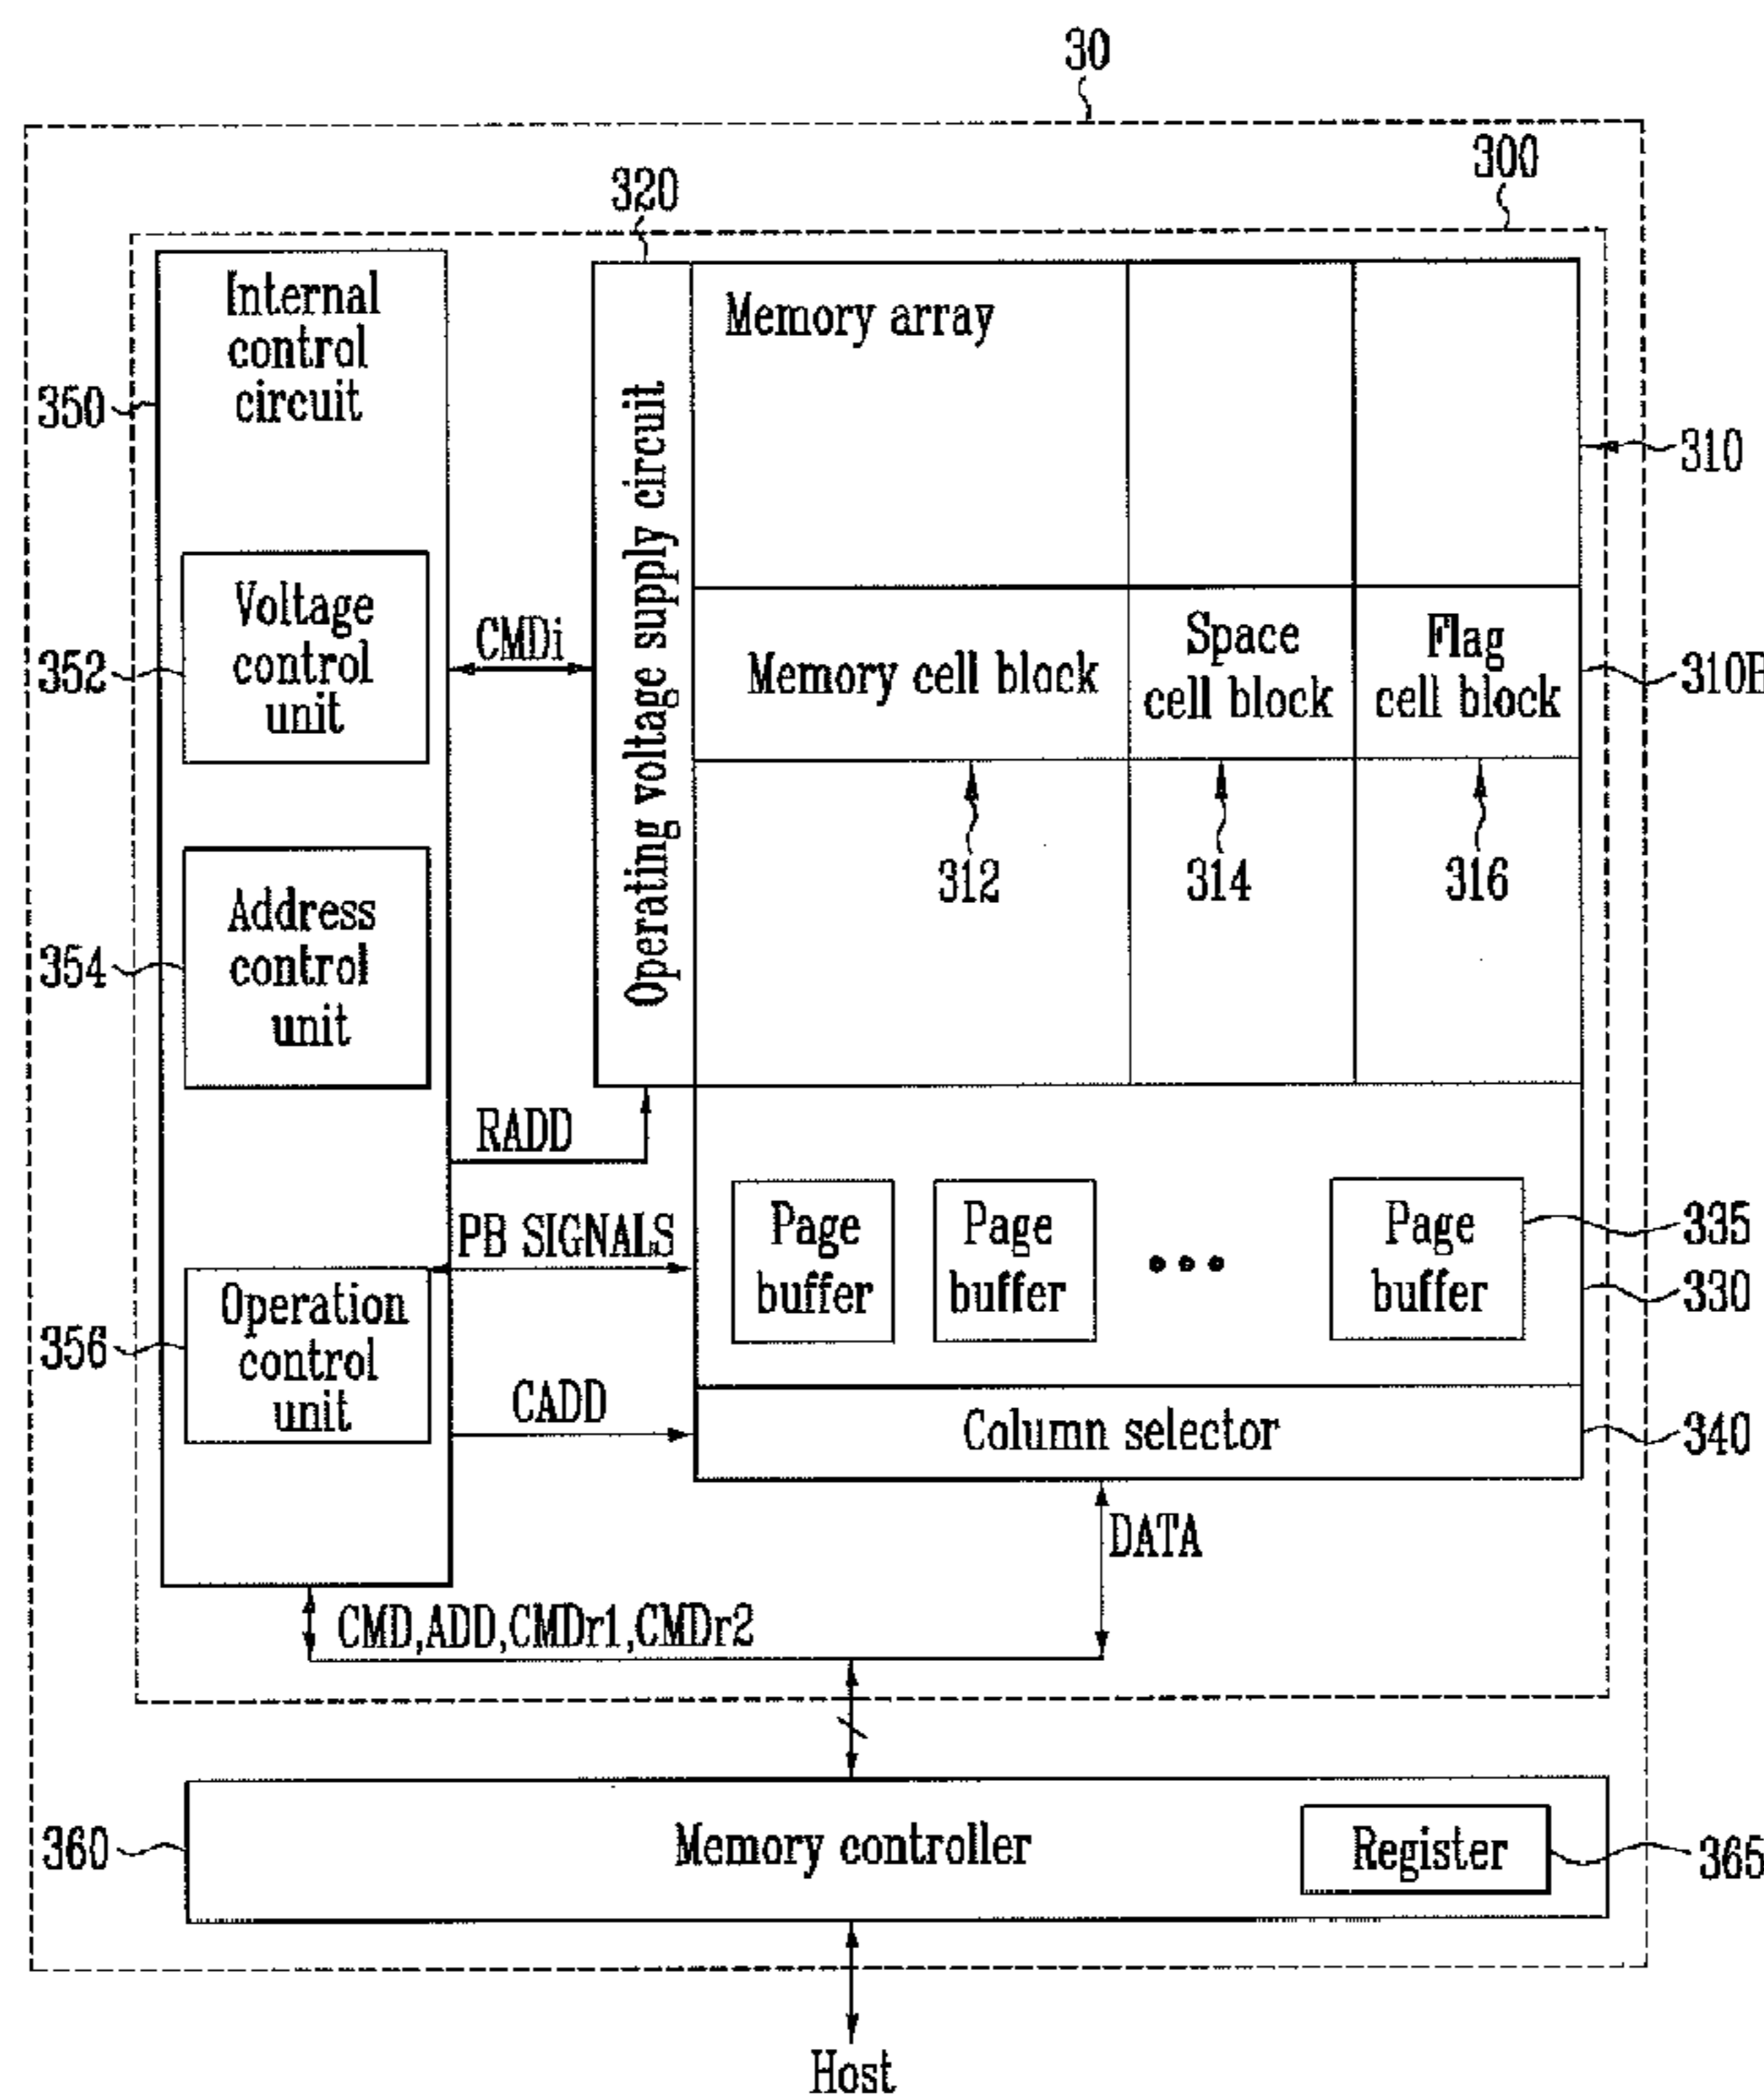 30
300
320
Internal
control
circuit
350
Memory array
310
Operating voltage supply circuit
Voltage
control
unit
352
CMDi
Memory cell block
Space
cell block
Flag
cell block
310B
312
314
316
Address
control
unit
354
RADD
PB SIGNALS
Page
buffer
Page
buffer
•••
Page
buffer
335
330
Operation
control
unit
356
CADD
Column selector
340
DATA
CMD,ADD,CMDr1,CMDr2
360
Memory controller
Register
365
Host